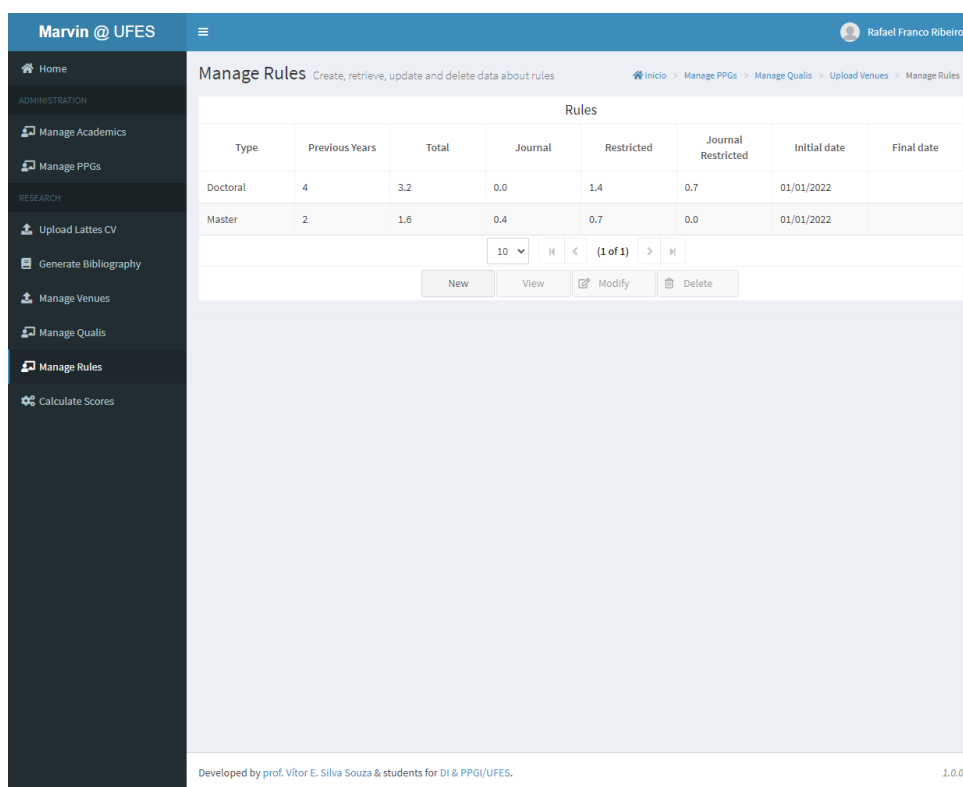 Marvin @ UFES
Rafael Franco Ribeiro
Home
ADMINISTRATION
Manage Academics
Manage PPGs
RESEARCH
Upload Lattes CV
Generate Bibliography
Manage Venues
Manage Qualis
Manage Rules
Calculate Scores
Manage Rules Create, retrieve, update and delete data about rules
Inicio > Manage PPGs > Manage Qualis > Upload Venues > Manage Rules
Rules
Type Previous Years Total Journal Restricted Journal Restricted Initial date Final date
Doctoral 4 3.2 0.0 1.4 0.7 01/01/2022
Master 2 1.6 0.4 0.7 0.0 01/01/2022
10 (1 of 1)
New View Modify Delete
Developed by prof. Vítor E. Silva Souza & students for DI & PPGI/UFES. 1.0.0